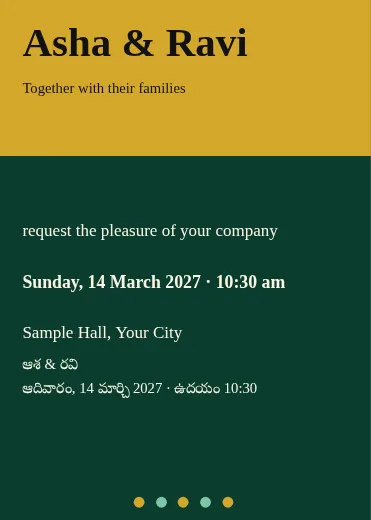 Asha & Ravi
Together with their families
request the pleasure of your company
Sunday, 14 March 2027 · 10:30 am
Sample Hall, Your City
ఆశ & రవి
ఆదివారం, 14 మార్చి 2027 · ఉదయం 10:30